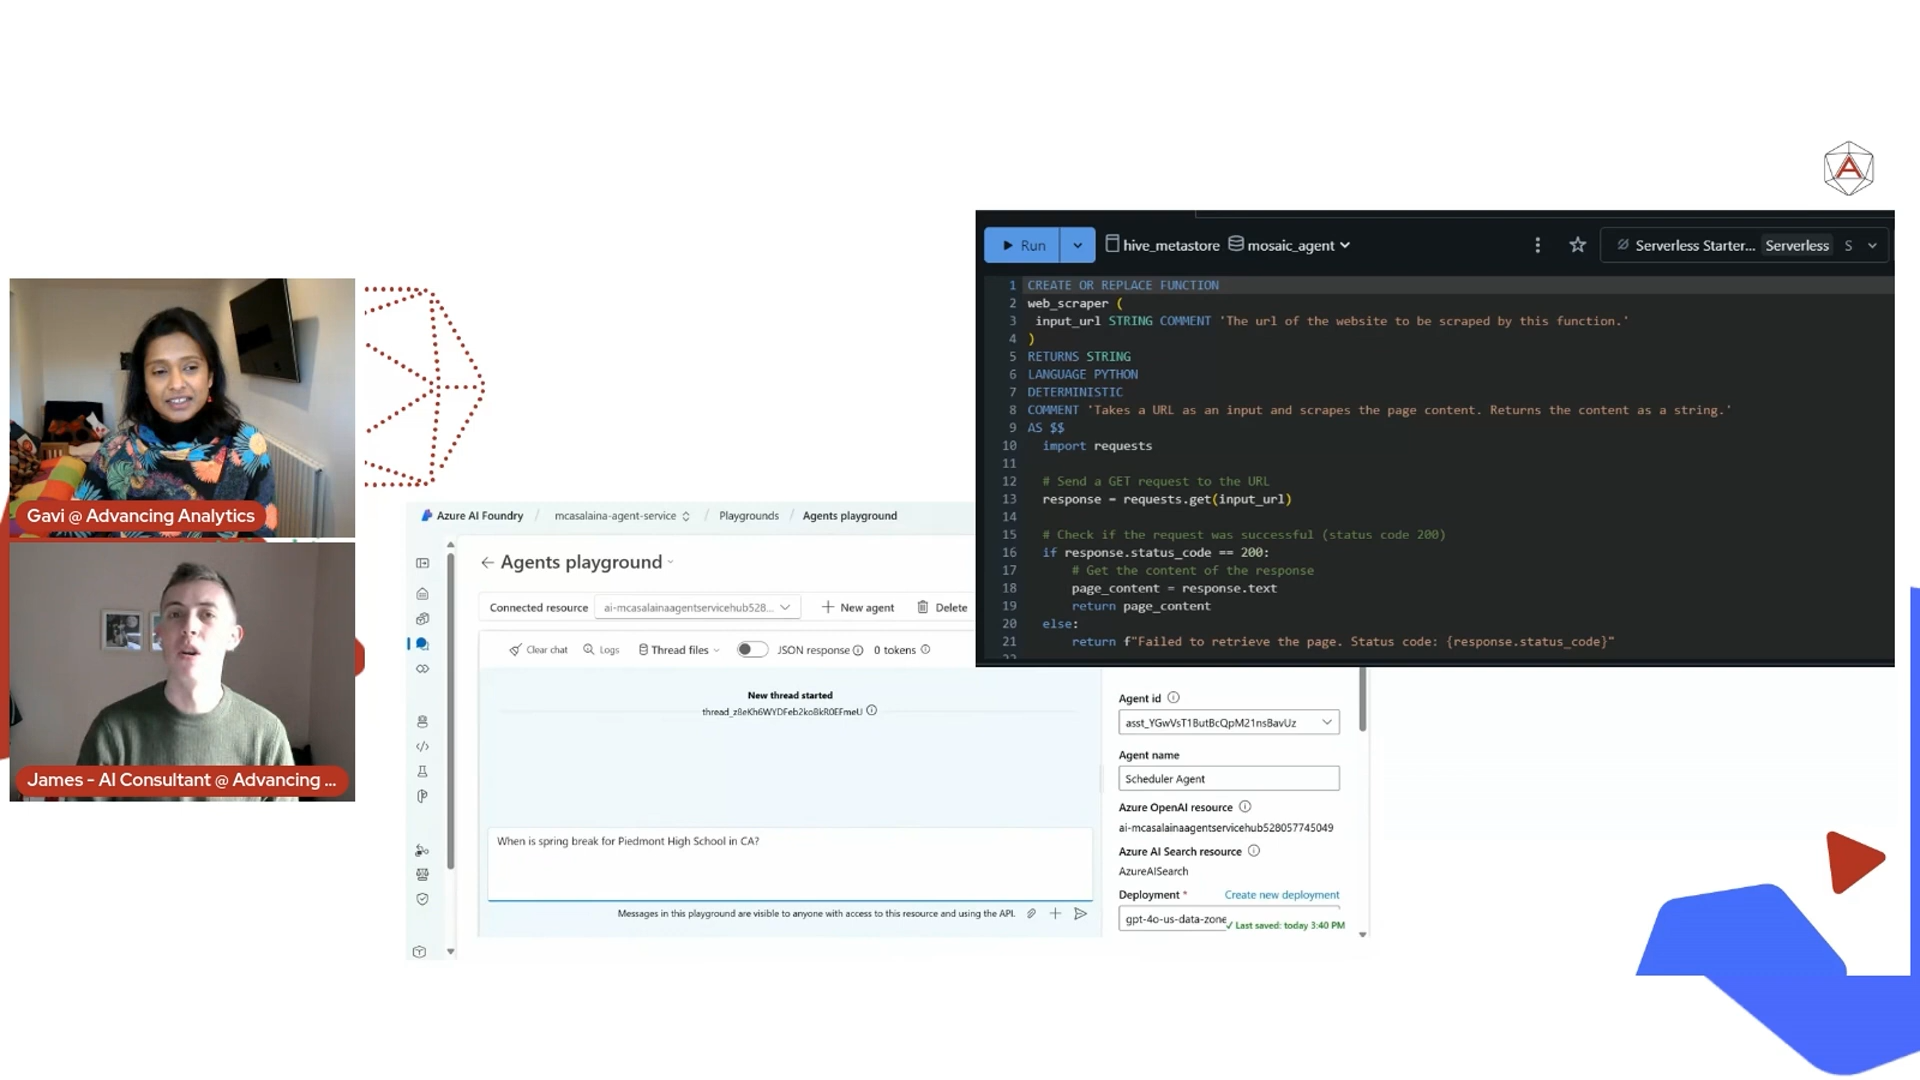 Gavi @ Advancing Analytics
James - AI Consultant @ Advancing ...
Azure AI Foundry / mcasalaina-agent-service / Playgrounds / Agents playground
Agents playground
Connected resource ai-mcasalainaagentservicehub528... New agent Delete
Clear chat Logs Thread files JSON response 0 tokens
New thread started
When is spring break for Piedmont High School in CA?
Messages in this playground are visible to anyone with access to this resource and using the API.
Agent id
asst_YGwVsT1ButBcQpM21nsBavUz
Agent name
Scheduler Agent
Azure OpenAI resource
ai-mcasalainaagentservicehub528057745049
Azure AI Search resource
AzureAISearch
Deployment * Create new deployment
gpt-4o-us-data-zone
✓ Last saved: today 3:40 PM
Run hive_metastore mosaic_agent Serverless Starter... Serverless S
1 CREATE OR REPLACE FUNCTION
2 web_scraper (
3 input_url STRING COMMENT 'The url of the website to be scraped by this function.'
4 )
5 RETURNS STRING
6 LANGUAGE PYTHON
7 DETERMINISTIC
8 COMMENT 'Takes a URL as an input and scrapes the page content. Returns the content as a string.'
9 AS $$
10 import requests
11
12 # Send a GET request to the URL
13 response = requests.get(input_url)
14
15 # Check if the request was successful (status code 200)
16 if response.status_code == 200:
17 # Get the content of the response
18 page_content = response.text
19 return page_content
20 else:
21 return f"Failed to retrieve the page. Status code: {response.status_code}"
22